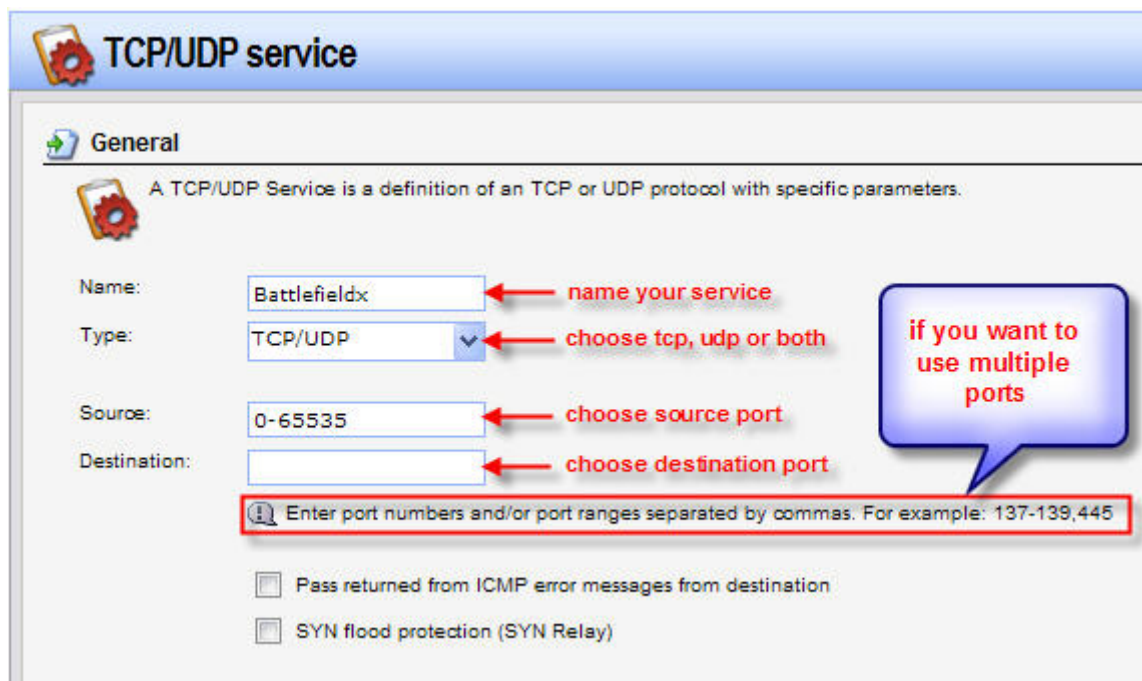 TCP/UDP service
General
A TCP/UDP Service is a definition of an TCP or UDP protocol with specific parameters.
Name:
Battlefieldx
name your service
Type:
TCP/UDP
choose tcp, udp or both
if you want to
use multiple
ports
Source:
0-65535
choose source port
Destination:
choose destination port
Enter port numbers and/or port ranges separated by commas. For example: 137-139,445
Pass returned from ICMP error messages from destination
SYN flood protection (SYN Relay)